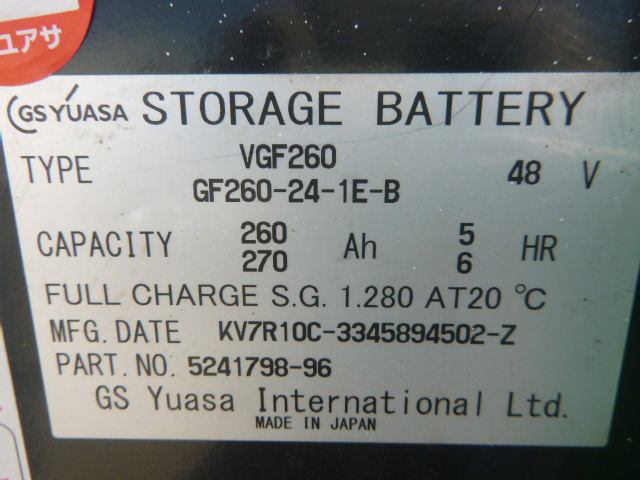 ユアサ
GS YUASA STORAGE BATTERY
TYPE VGF260 48 V
GF260-24-1E-B
CAPACITY 260 Ah 5 HR
270 6
FULL CHARGE S.G. 1.280 AT20 °C
MFG. DATE KV7R10C-3345894502-Z
PART. NO. 5241798-96
GS Yuasa International Ltd.
MADE IN JAPAN